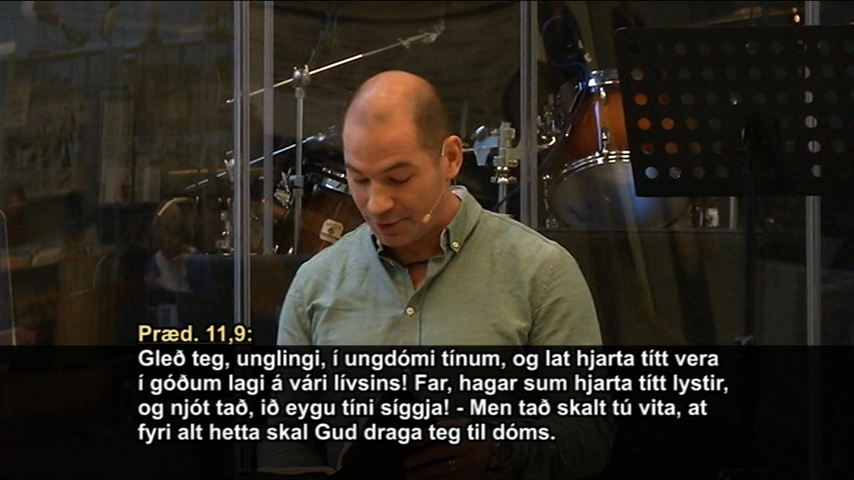 Præd. 11,9:
Gleð teg, unglingi, í ungdómi tínum, og lat hjarta títt vera
í góðum lagi á vári lívsins! Far, hagar sum hjarta títt lystir,
og njót tað, ið eygu tíni síggja! - Men tað skalt tú vita, at
fyri alt hetta skal Gud draga teg til dóms.